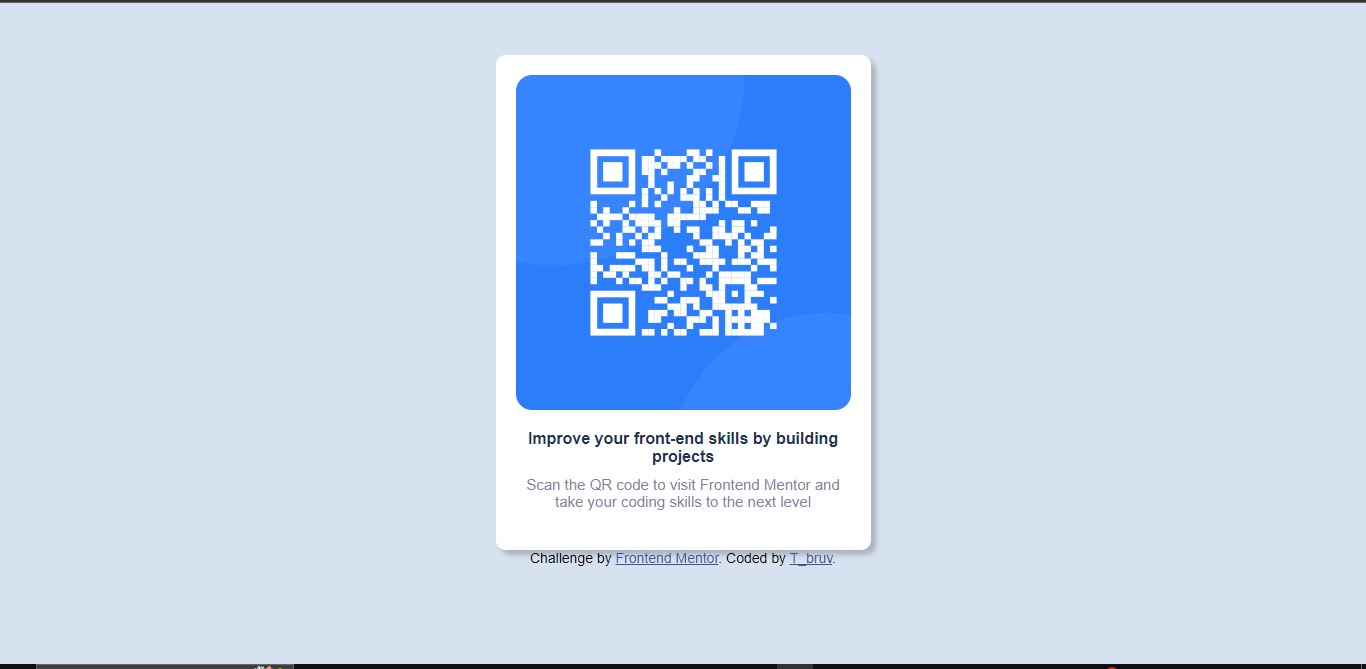 Improve your front-end skills by building
projects
Scan the QR code to visit Frontend Mentor and
take your coding skills to the next level
Challenge by Frontend Mentor. Coded by T_bruv.